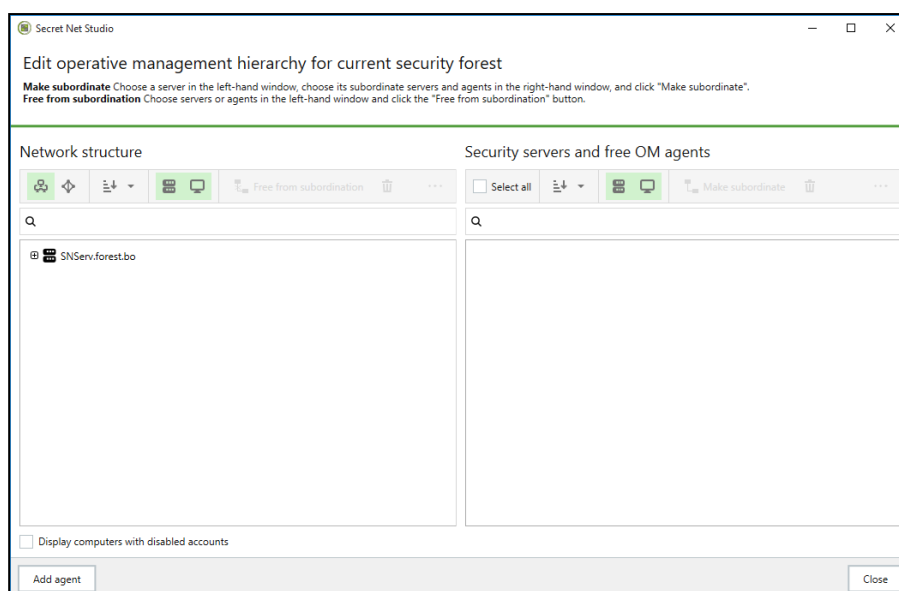 Secret Net Studio
Edit operative management hierarchy for current security forest
Make subordinate Choose a server in the left-hand window, choose its subordinate servers and agents in the right-hand window, and click "Make subordinate".
Free from subordination Choose servers or agents in the left-hand window and click the "Free from subordination" button.
Network structure
Security servers and free OM agents
Free from subordination
Select all
Make subordinate
SNServ.forest.bo
Display computers with disabled accounts
Add agent
Close